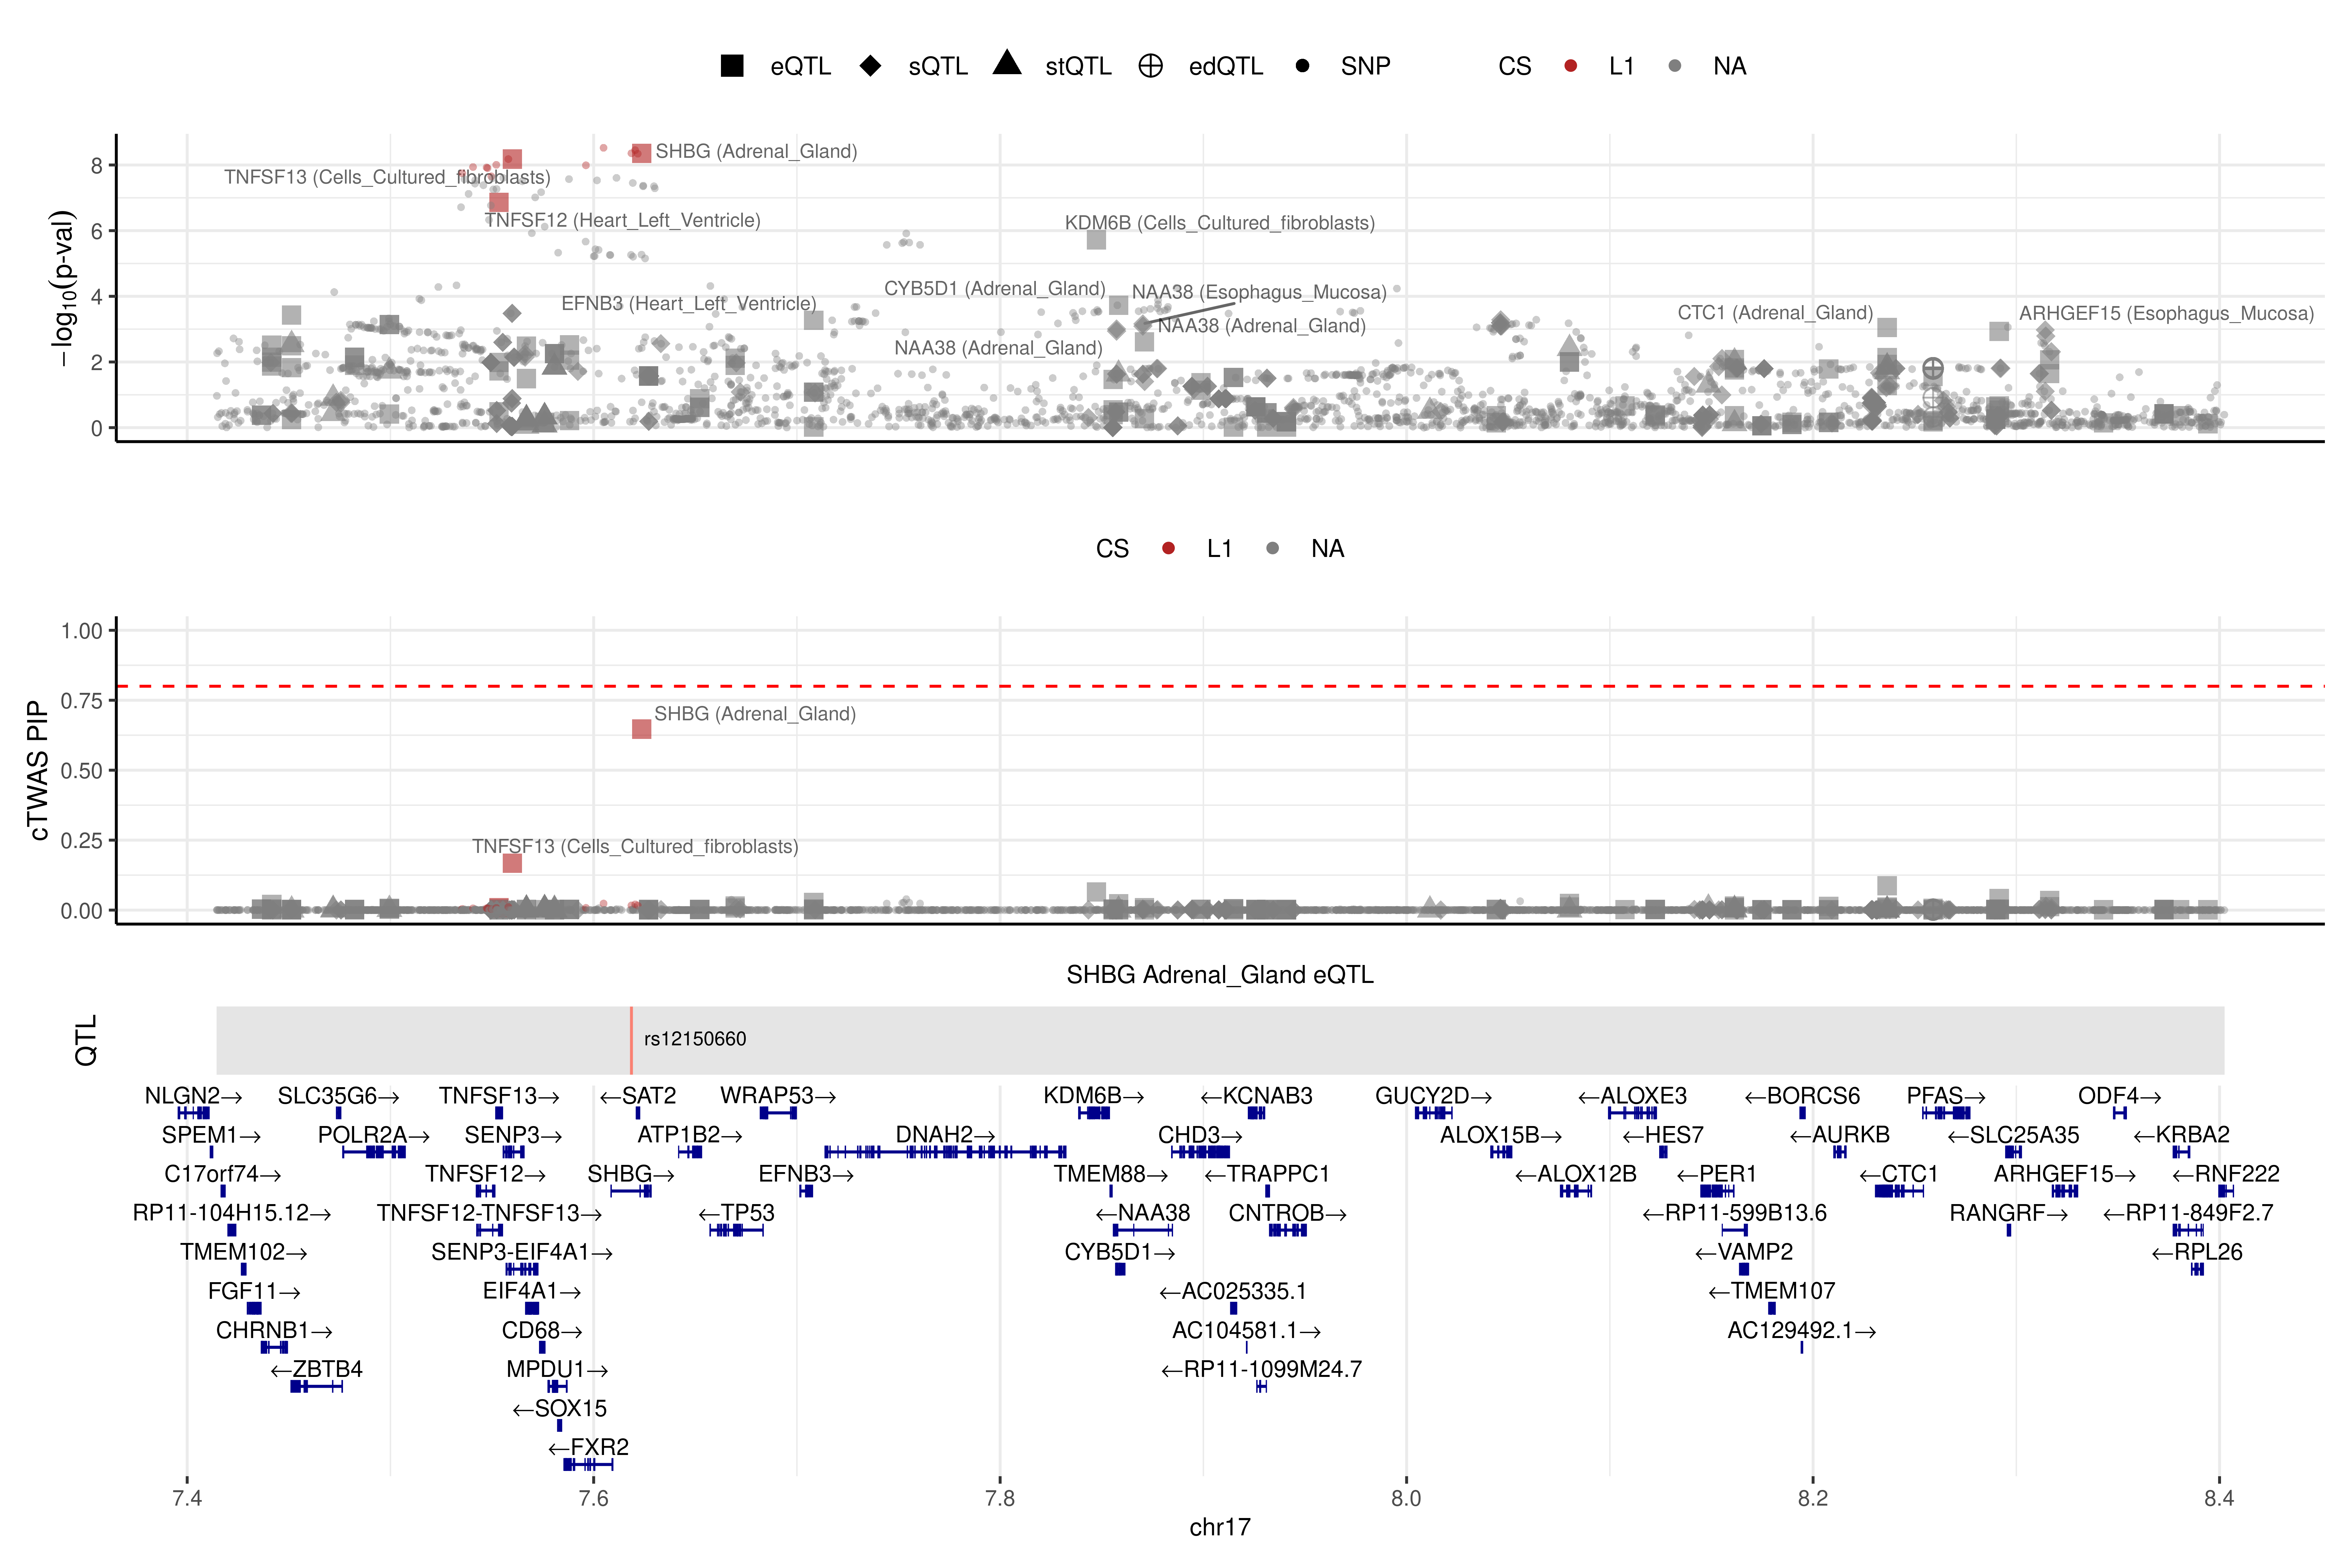 eQTL sQTL stQTL edQTL SNP CS L1 NA
−log10(p-val)
8
6
4
2
0
SHBG (Adrenal_Gland)
TNFSF13 (Cells_Cultured_fibroblasts)
TNFSF12 (Heart_Left_Ventricle)
KDM6B (Cells_Cultured_fibroblasts)
CYB5D1 (Adrenal_Gland)
NAA38 (Esophagus_Mucosa)
EFNB3 (Heart_Left_Ventricle)
CTC1 (Adrenal_Gland)
ARHGEF15 (Esophagus_Mucosa)
NAA38 (Adrenal_Gland)
NAA38 (Adrenal_Gland)
CS L1 NA
cTWAS PIP
1.00
0.75
0.50
0.25
0.00
SHBG (Adrenal_Gland)
TNFSF13 (Cells_Cultured_fibroblasts)
SHBG Adrenal_Gland eQTL
QTL
rs12150660
NLGN2→ SLC35G6→ TNFSF13→ ←SAT2 WRAP53→ KDM6B→ ←KCNAB3 GUCY2D→ ←ALOXE3 ←BORCS6 PFAS→ ODF4→
SPEM1→ POLR2A→ SENP3→ ATP1B2→ DNAH2→ CHD3→ ALOX15B→ ←HES7 ←AURKB ←SLC25A35 ←KRBA2
C17orf74→ TNFSF12→ SHBG→ EFNB3→ TMEM88→ ←TRAPPC1 ←ALOX12B ←PER1 ←CTC1 ARHGEF15→ ←RNF222
RP11-104H15.12→ TNFSF12-TNFSF13→ ←TP53 ←NAA38 CNTROB→ ←RP11-599B13.6 RANGRF→ ←RP11-849F2.7
TMEM102→ SENP3-EIF4A1→ CYB5D1→ ←VAMP2 ←RPL26
FGF11→ EIF4A1→ ←AC025335.1 ←TMEM107
CHRNB1→ CD68→ AC104581.1→ AC129492.1→
←ZBTB4 MPDU1→ ←RP11-1099M24.7
←SOX15
←FXR2
7.4 7.6 7.8 8.0 8.2 8.4
chr17